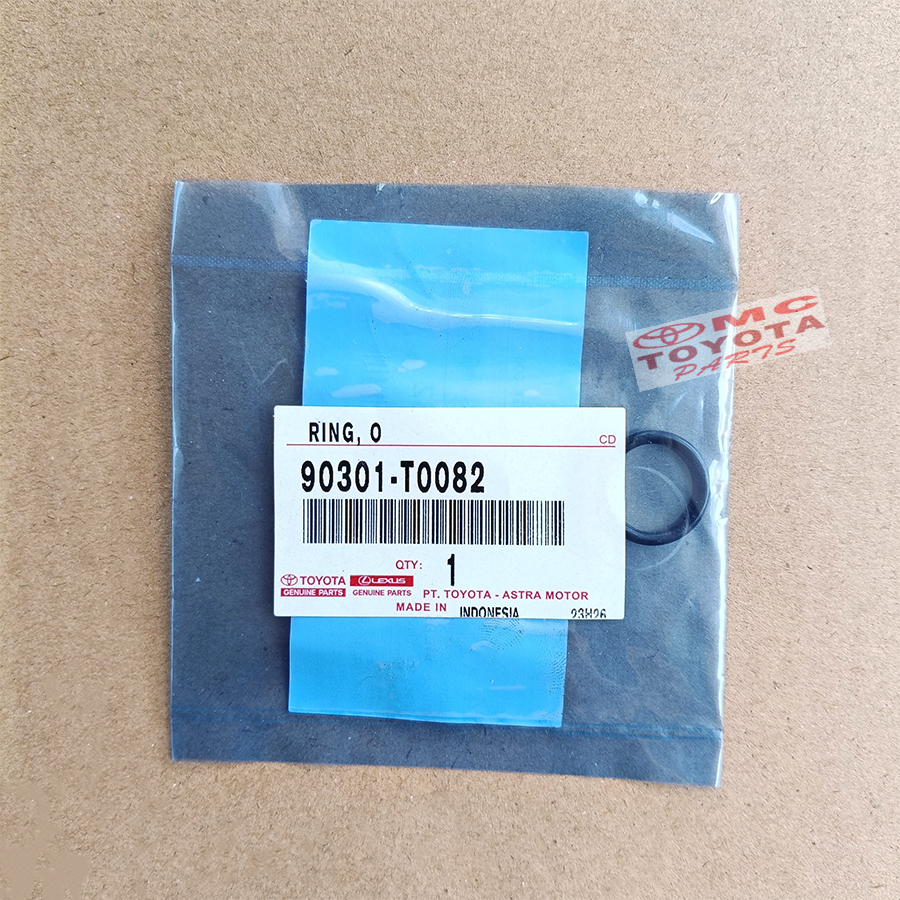 MC
TOYOTA
PARTS
RING, O
CD
90301-T0082
QTY: 1
TOYOTA LEXUS
GENUINE PARTS GENUINE PARTS
PT. TOYOTA - ASTRA MOTOR
MADE IN INDONESIA 23H26